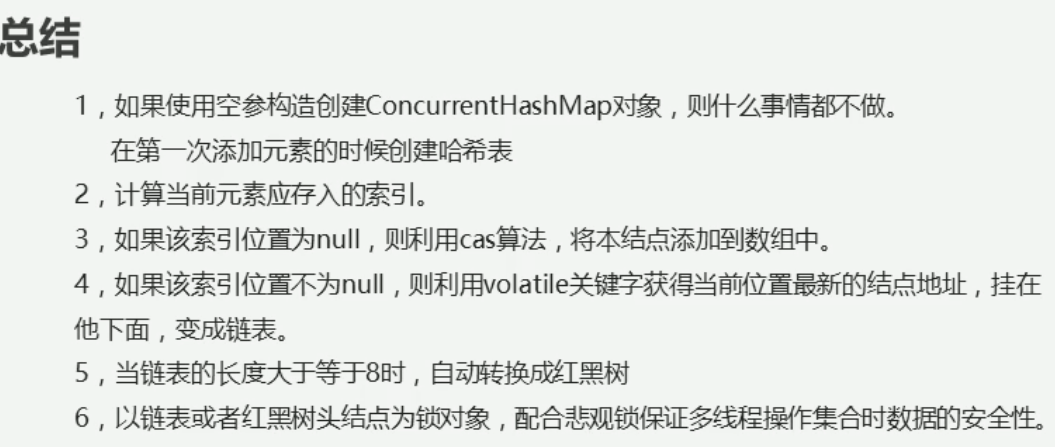 总结
1，如果使用空参构造创建ConcurrentHashMap对象，则什么事情都不做。
在第一次添加元素的时候创建哈希表
2，计算当前元素应存入的索引。
3，如果该索引位置为null，则利用cas算法，将本结点添加到数组中。
4，如果该索引位置不为null，则利用volatile关键字获得当前位置最新的结点地址，挂在
他下面，变成链表。
5，当链表的长度大于等于8时，自动转换成红黑树
6，以链表或者红黑树头结点为锁对象，配合悲观锁保证多线程操作集合时数据的安全性。